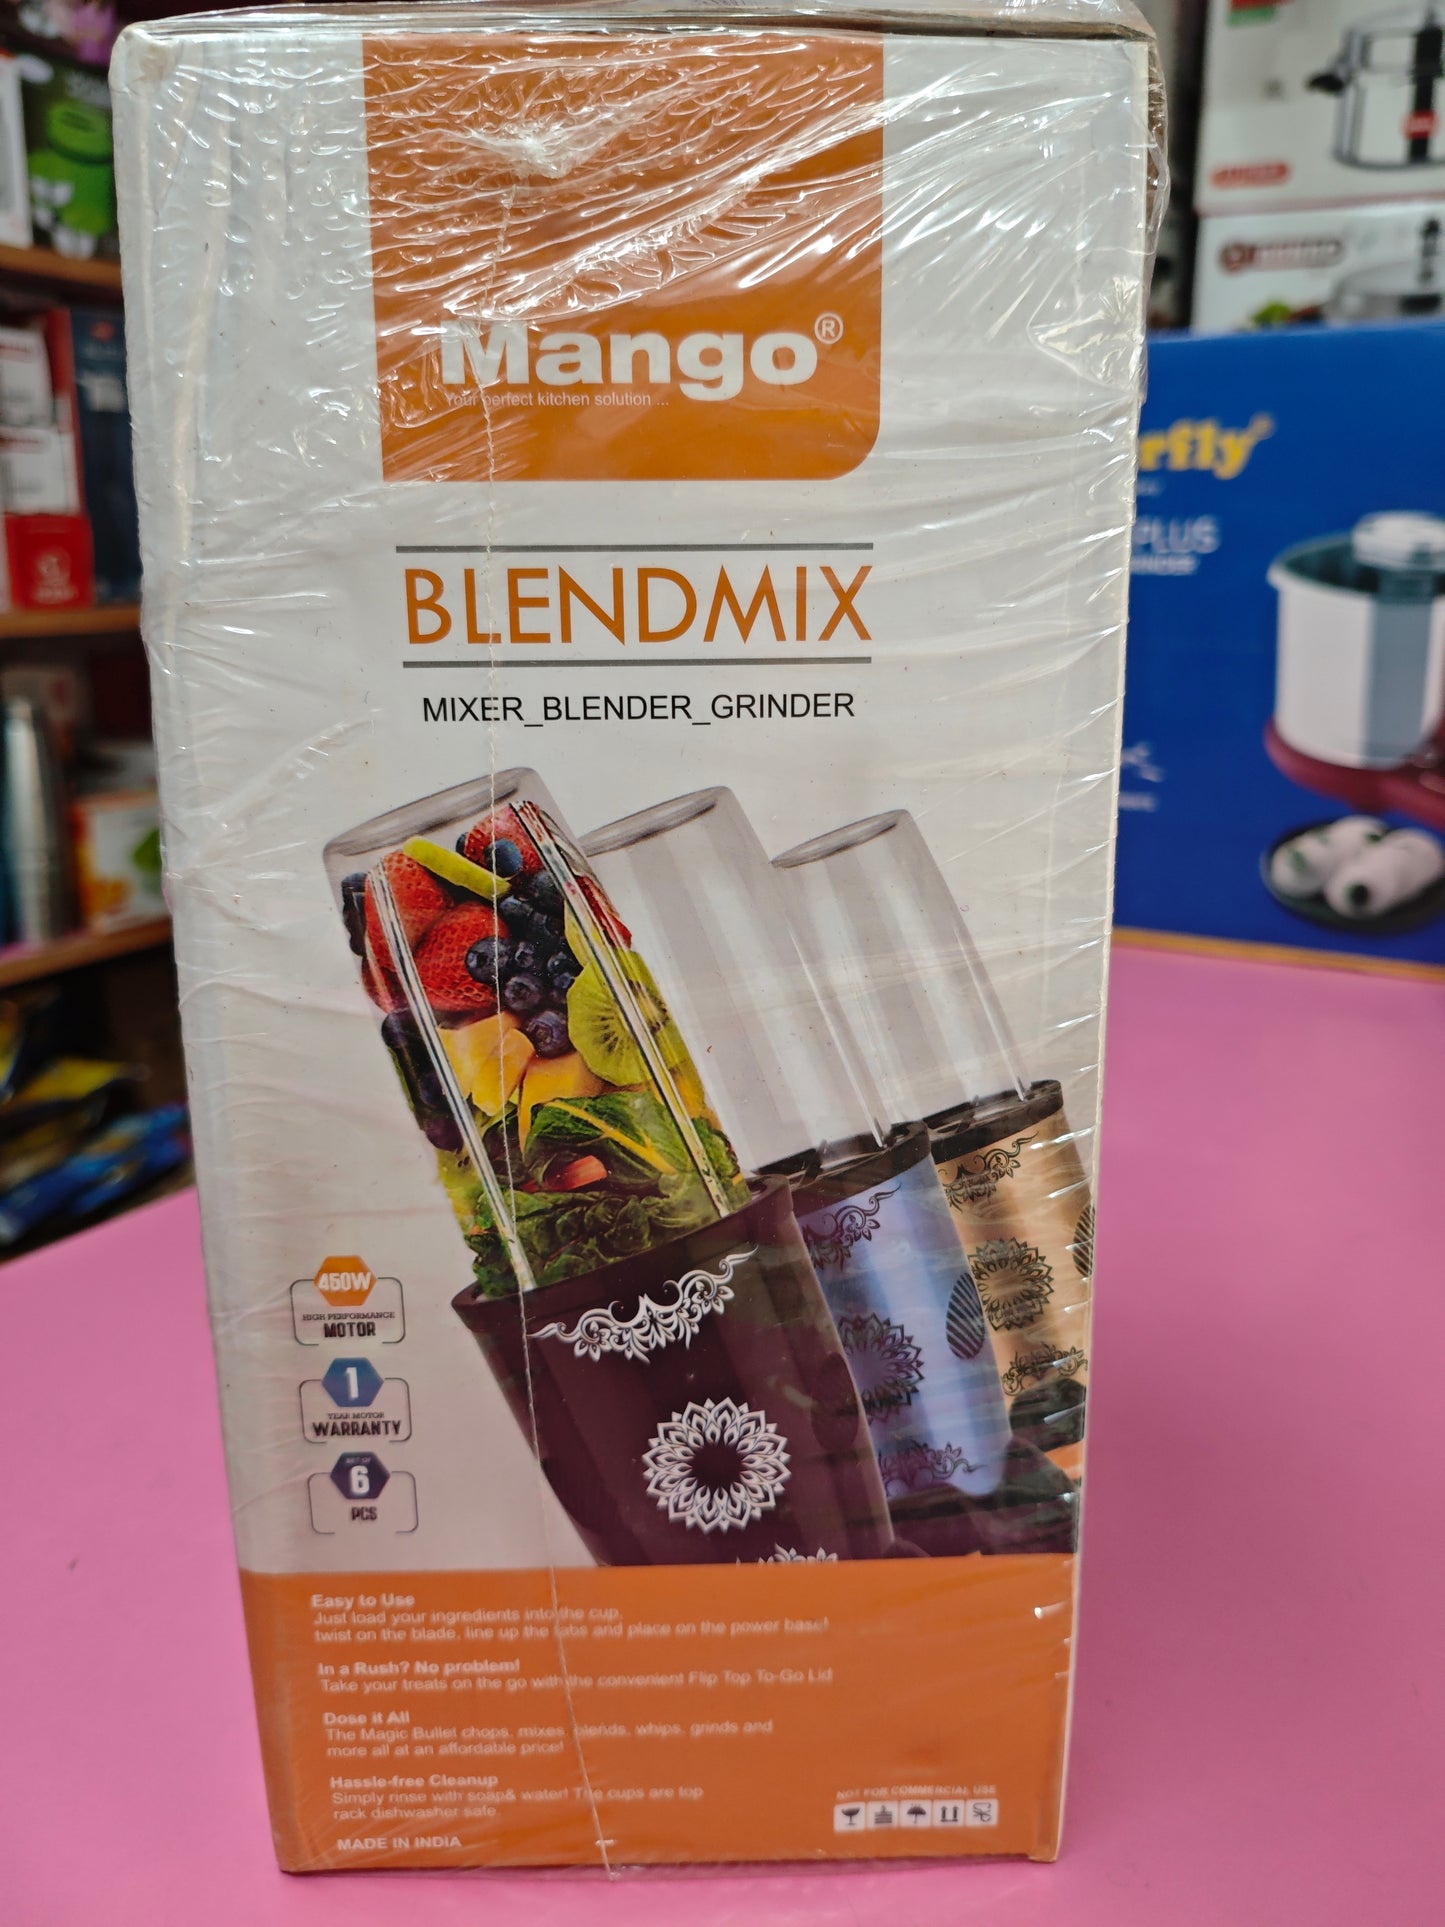 Mango®
Your perfect kitchen solution ...
BLENDMIX
MIXER_BLENDER_GRINDER
450W
HIGH PERFORMANCE
MOTOR
1
YEAR MOTOR
WARRANTY
SET OF
6
PCS
Easy to Use
Just load your ingredients into the cup,
twist on the blade, line up the tabs and place on the power base!
In a Rush? No problem!
Take your treats on the go with the convenient Flip Top To-Go Lid
Dose it All
The Magic Bullet chops, mixes, blends, whips, grinds and
more all at an affordable price!
Hassle-free Cleanup
Simply rinse with soap& water! The cups are top
rack dishwasher safe.
MADE IN INDIA
NOT FOR COMMERCIAL USE
rfly
PLUS